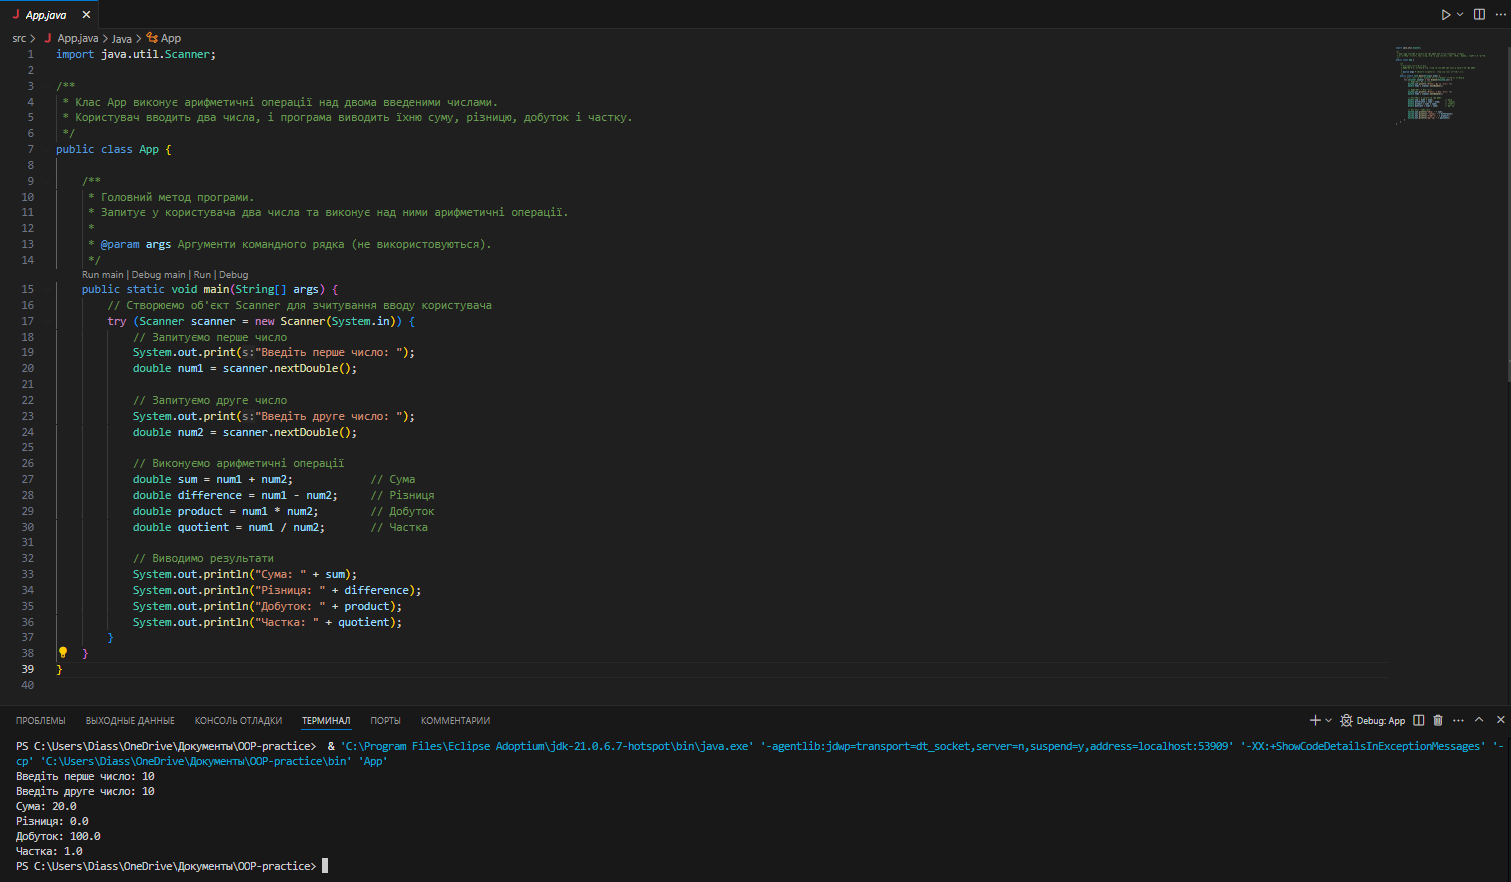 App.java
src > App.java > Java > App
1 import java.util.Scanner;
2
3 /**
4  * Клас App виконує арифметичні операції над двома введеними числами.
5  * Користувач вводить два числа, і програма виводить їхню суму, різницю, добуток і частку.
6  */
7 public class App {
8
9     /**
10      * Головний метод програми.
11      * Запитує у користувача два числа та виконує над ними арифметичні операції.
12      *
13      * @param args Аргументи командного рядка (не використовуються).
14      */
Run main | Debug main | Run | Debug
15     public static void main(String[] args) {
16         // Створюємо об'єкт Scanner для зчитування вводу користувача
17         try (Scanner scanner = new Scanner(System.in)) {
18             // Запитуємо перше число
19             System.out.print(s:"Введіть перше число: ");
20             double num1 = scanner.nextDouble();
21
22             // Запитуємо друге число
23             System.out.print(s:"Введіть друге число: ");
24             double num2 = scanner.nextDouble();
25
26             // Виконуємо арифметичні операції
27             double sum = num1 + num2;            // Сума
28             double difference = num1 - num2;     // Різниця
29             double product = num1 * num2;        // Добуток
30             double quotient = num1 / num2;       // Частка
31
32             // Виводимо результати
33             System.out.println("Сума: " + sum);
34             System.out.println("Різниця: " + difference);
35             System.out.println("Добуток: " + product);
36             System.out.println("Частка: " + quotient);
37         }
38     }
39 }
40
ПРОБЛЕМЫ ВЫХОДНЫЕ ДАННЫЕ КОНСОЛЬ ОТЛАДКИ ТЕРМИНАЛ ПОРТЫ КОММЕНТАРИИ Debug: App
PS C:\Users\Diass\OneDrive\Документы\OOP-practice>  & 'C:\Program Files\Eclipse Adoptium\jdk-21.0.6.7-hotspot\bin\java.exe' '-agentlib:jdwp=transport=dt_socket,server=n,suspend=y,address=localhost:53909' '-XX:+ShowCodeDetailsInExceptionMessages' '-
cp' 'C:\Users\Diass\OneDrive\Документы\OOP-practice\bin' 'App'
Введіть перше число: 10
Введіть друге число: 10
Сума: 20.0
Різниця: 0.0
Добуток: 100.0
Частка: 1.0
PS C:\Users\Diass\OneDrive\Документы\OOP-practice>